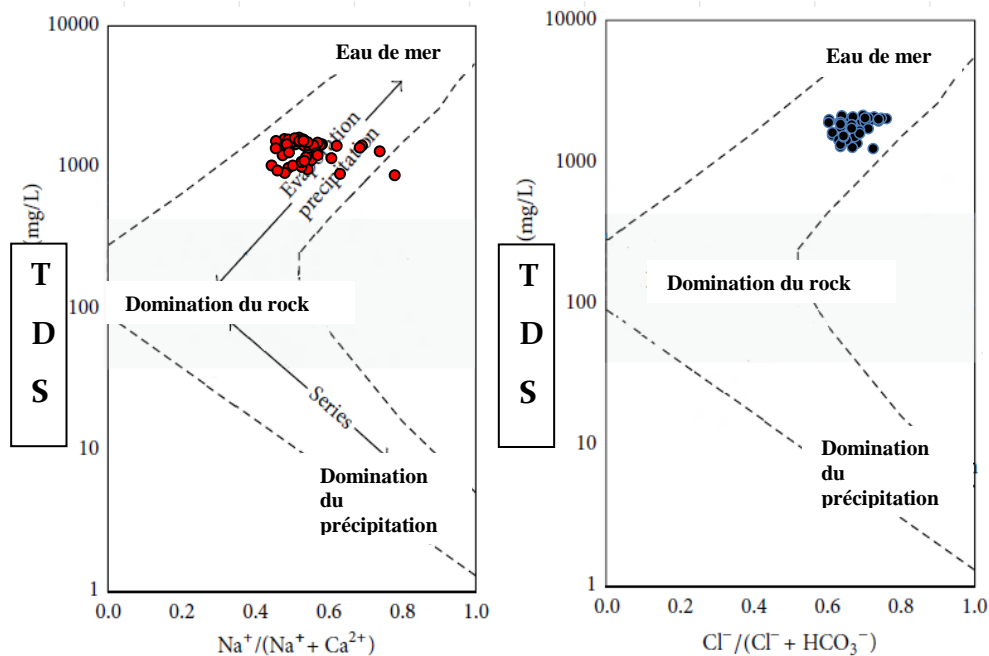 10000
1000
100
10
1
(mg/L)
T
D
S
Eau de mer
Evaporation
precipitation
Domination du rock
Series
Domination
du
précipitation
0.0 0.2 0.4 0.6 0.8 1.0
Na⁺/(Na⁺ + Ca²⁺)
10000
1000
100
10
1
(mg/L)
T
D
S
Eau de mer
Domination du rock
Domination
du
précipitation
0.0 0.2 0.4 0.6 0.8 1.0
Cl⁻/(Cl⁻ + HCO₃⁻)